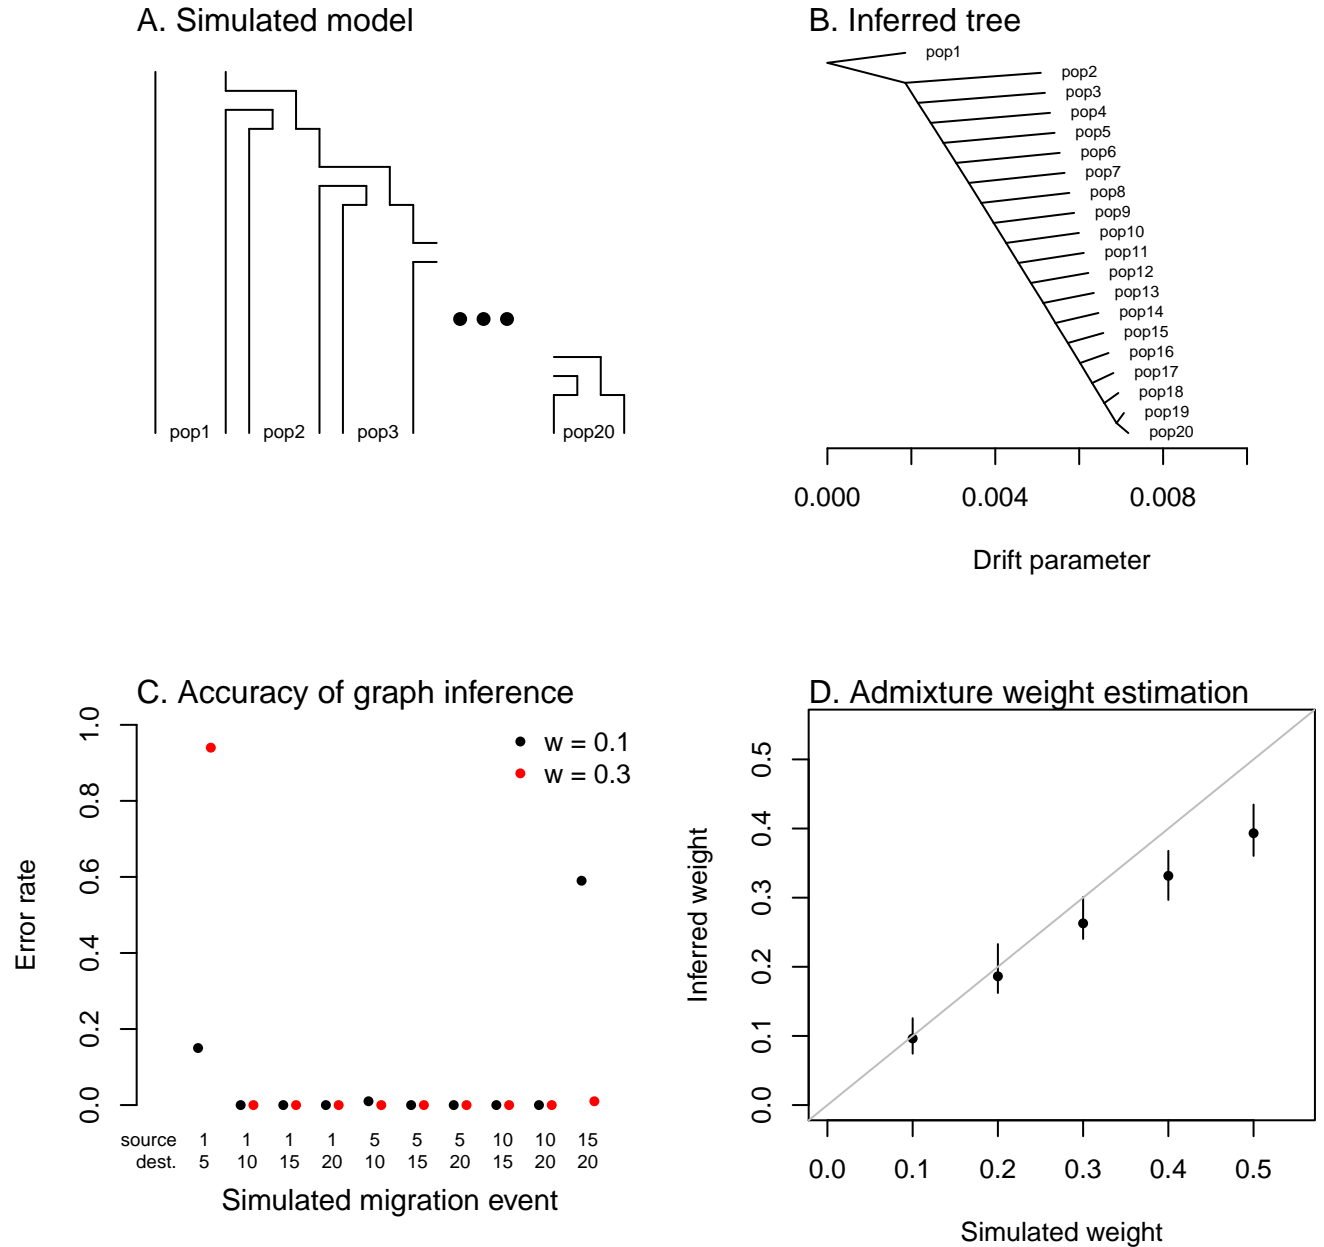 A. Simulated model
pop1
pop2
pop3
pop20
B. Inferred tree
pop1
pop2
pop3
pop4
pop5
pop6
pop7
pop8
pop9
pop10
pop11
pop12
pop13
pop14
pop15
pop16
pop17
pop18
pop19
pop20
0.000 0.004 0.008
Drift parameter
C. Accuracy of graph inference
w = 0.1
w = 0.3
1.0
0.8
0.6
0.4
0.2
0.0
Error rate
source 1 1 1 1 5 5 5 10 10 15
dest. 5 10 15 20 10 15 20 15 20 20
Simulated migration event
D. Admixture weight estimation
0.5
0.4
0.3
0.2
0.1
0.0
Inferred weight
0.0 0.1 0.2 0.3 0.4 0.5
Simulated weight